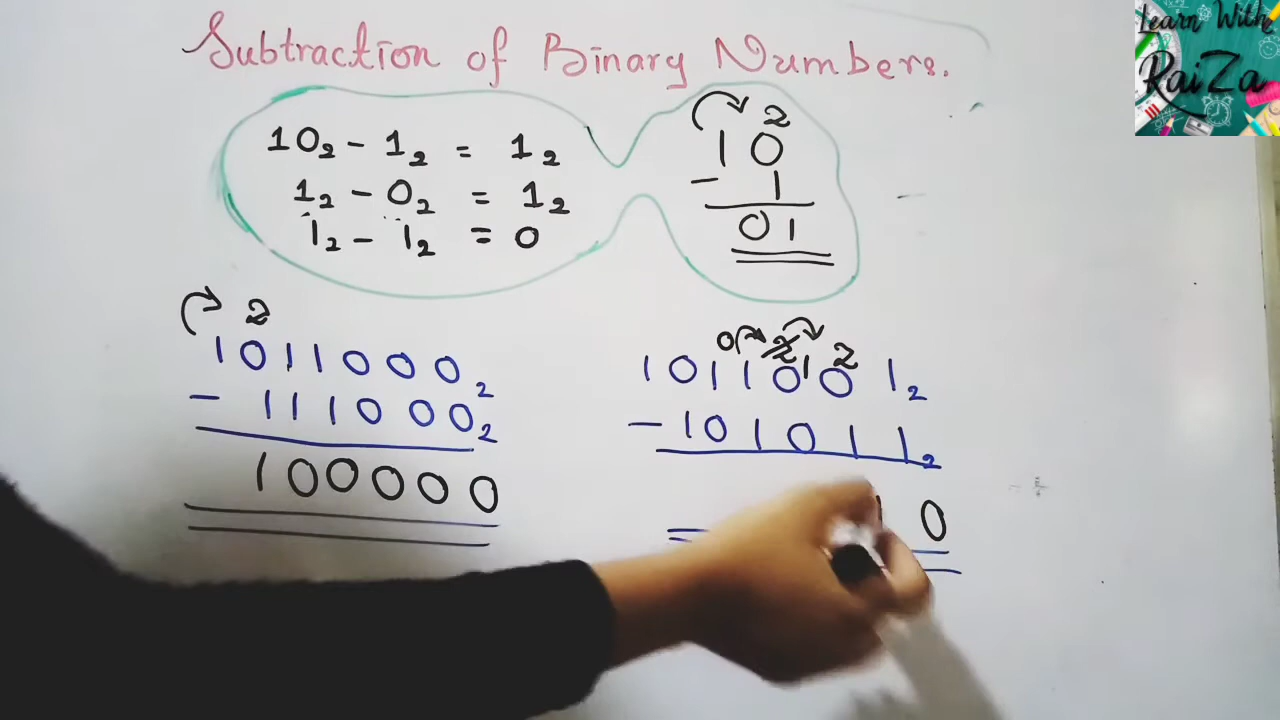 Subtraction of Binary Numbers.
Learn With
RaiZa
10₂ - 1₂ = 1₂
1₂ - 0₂ = 1₂
1₂ - 1₂ = 0
2
10
- 1
01
2
1011000₂
- 111000₂
100000
0 2 1 2
1011001₂
- 101011₂
0